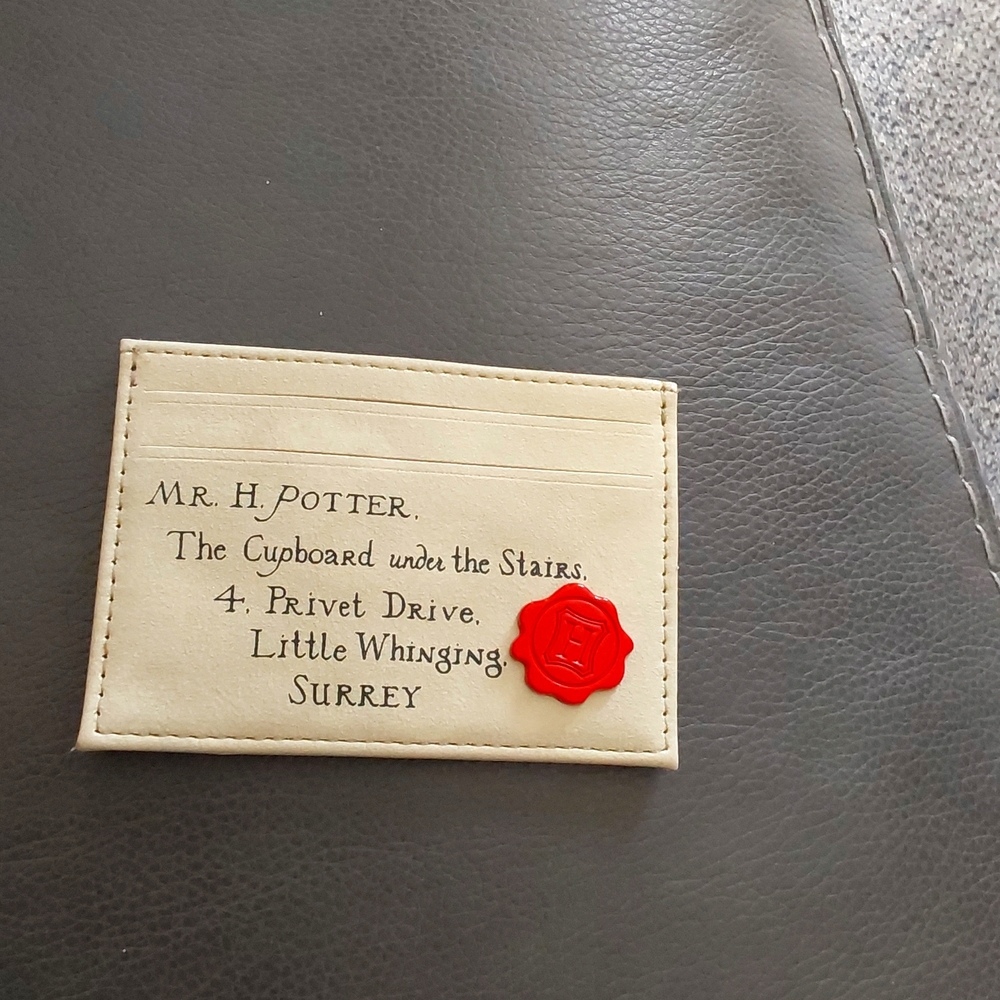 Mr. H. Potter,
The Cupboard under the Stairs,
4, Privet Drive,
Little Whinging,
SURREY
H